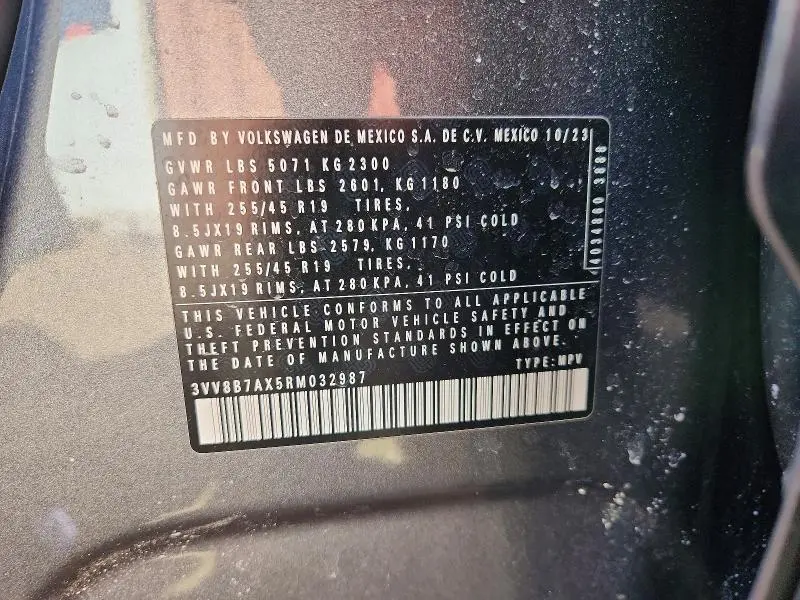 MFD BY VOLKSWAGEN DE MEXICO S.A. DE C.V. MEXICO 10/23
GVWR LBS 5071 KG 2300
GAWR FRONT LBS 2601, KG 1180
WITH 255/45 R19 TIRES,
8.5JX19 RIMS, AT 280 KPA, 41 PSI COLD
GAWR REAR LBS 2579, KG 1170
WITH 255/45 R19 TIRES,
8.5JX19 RIMS, AT 280 KPA, 41 PSI COLD
THIS VEHICLE CONFORMS TO ALL APPLICABLE
U.S. FEDERAL MOTOR VEHICLE SAFETY AND
THEFT PREVENTION STANDARDS IN EFFECT ON
THE DATE OF MANUFACTURE SHOWN ABOVE.
TYPE:MPV
3VV8B7AX5RM032987